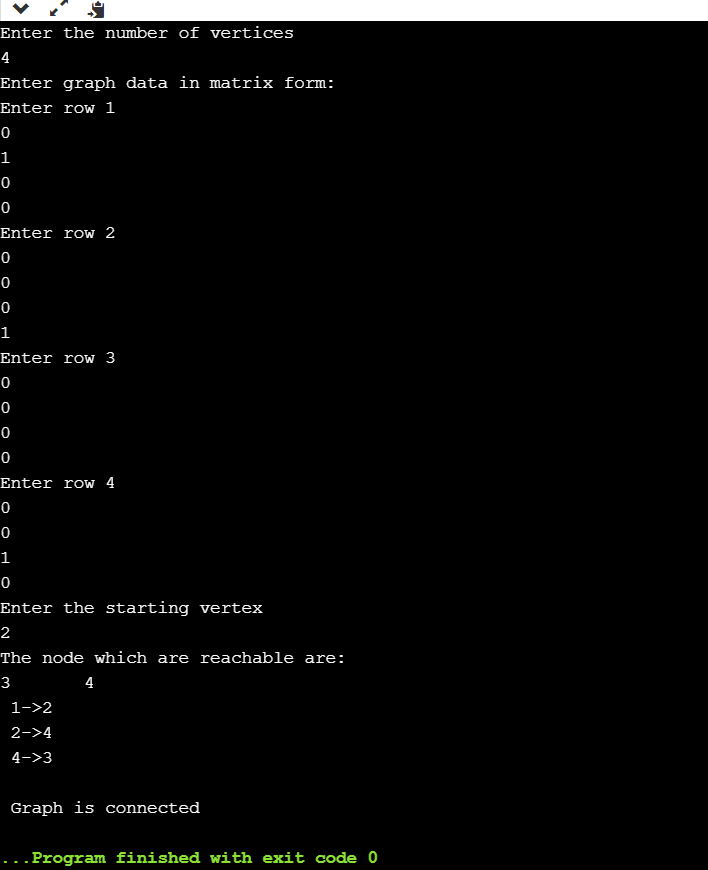 Enter the number of vertices
4
Enter graph data in matrix form:
Enter row 1
0
1
0
0
Enter row 2
0
0
0
1
Enter row 3
0
0
0
0
Enter row 4
0
0
1
0
Enter the starting vertex
2
The node which are reachable are:
3       4
 1->2
 2->4
 4->3
 Graph is connected
...Program finished with exit code 0